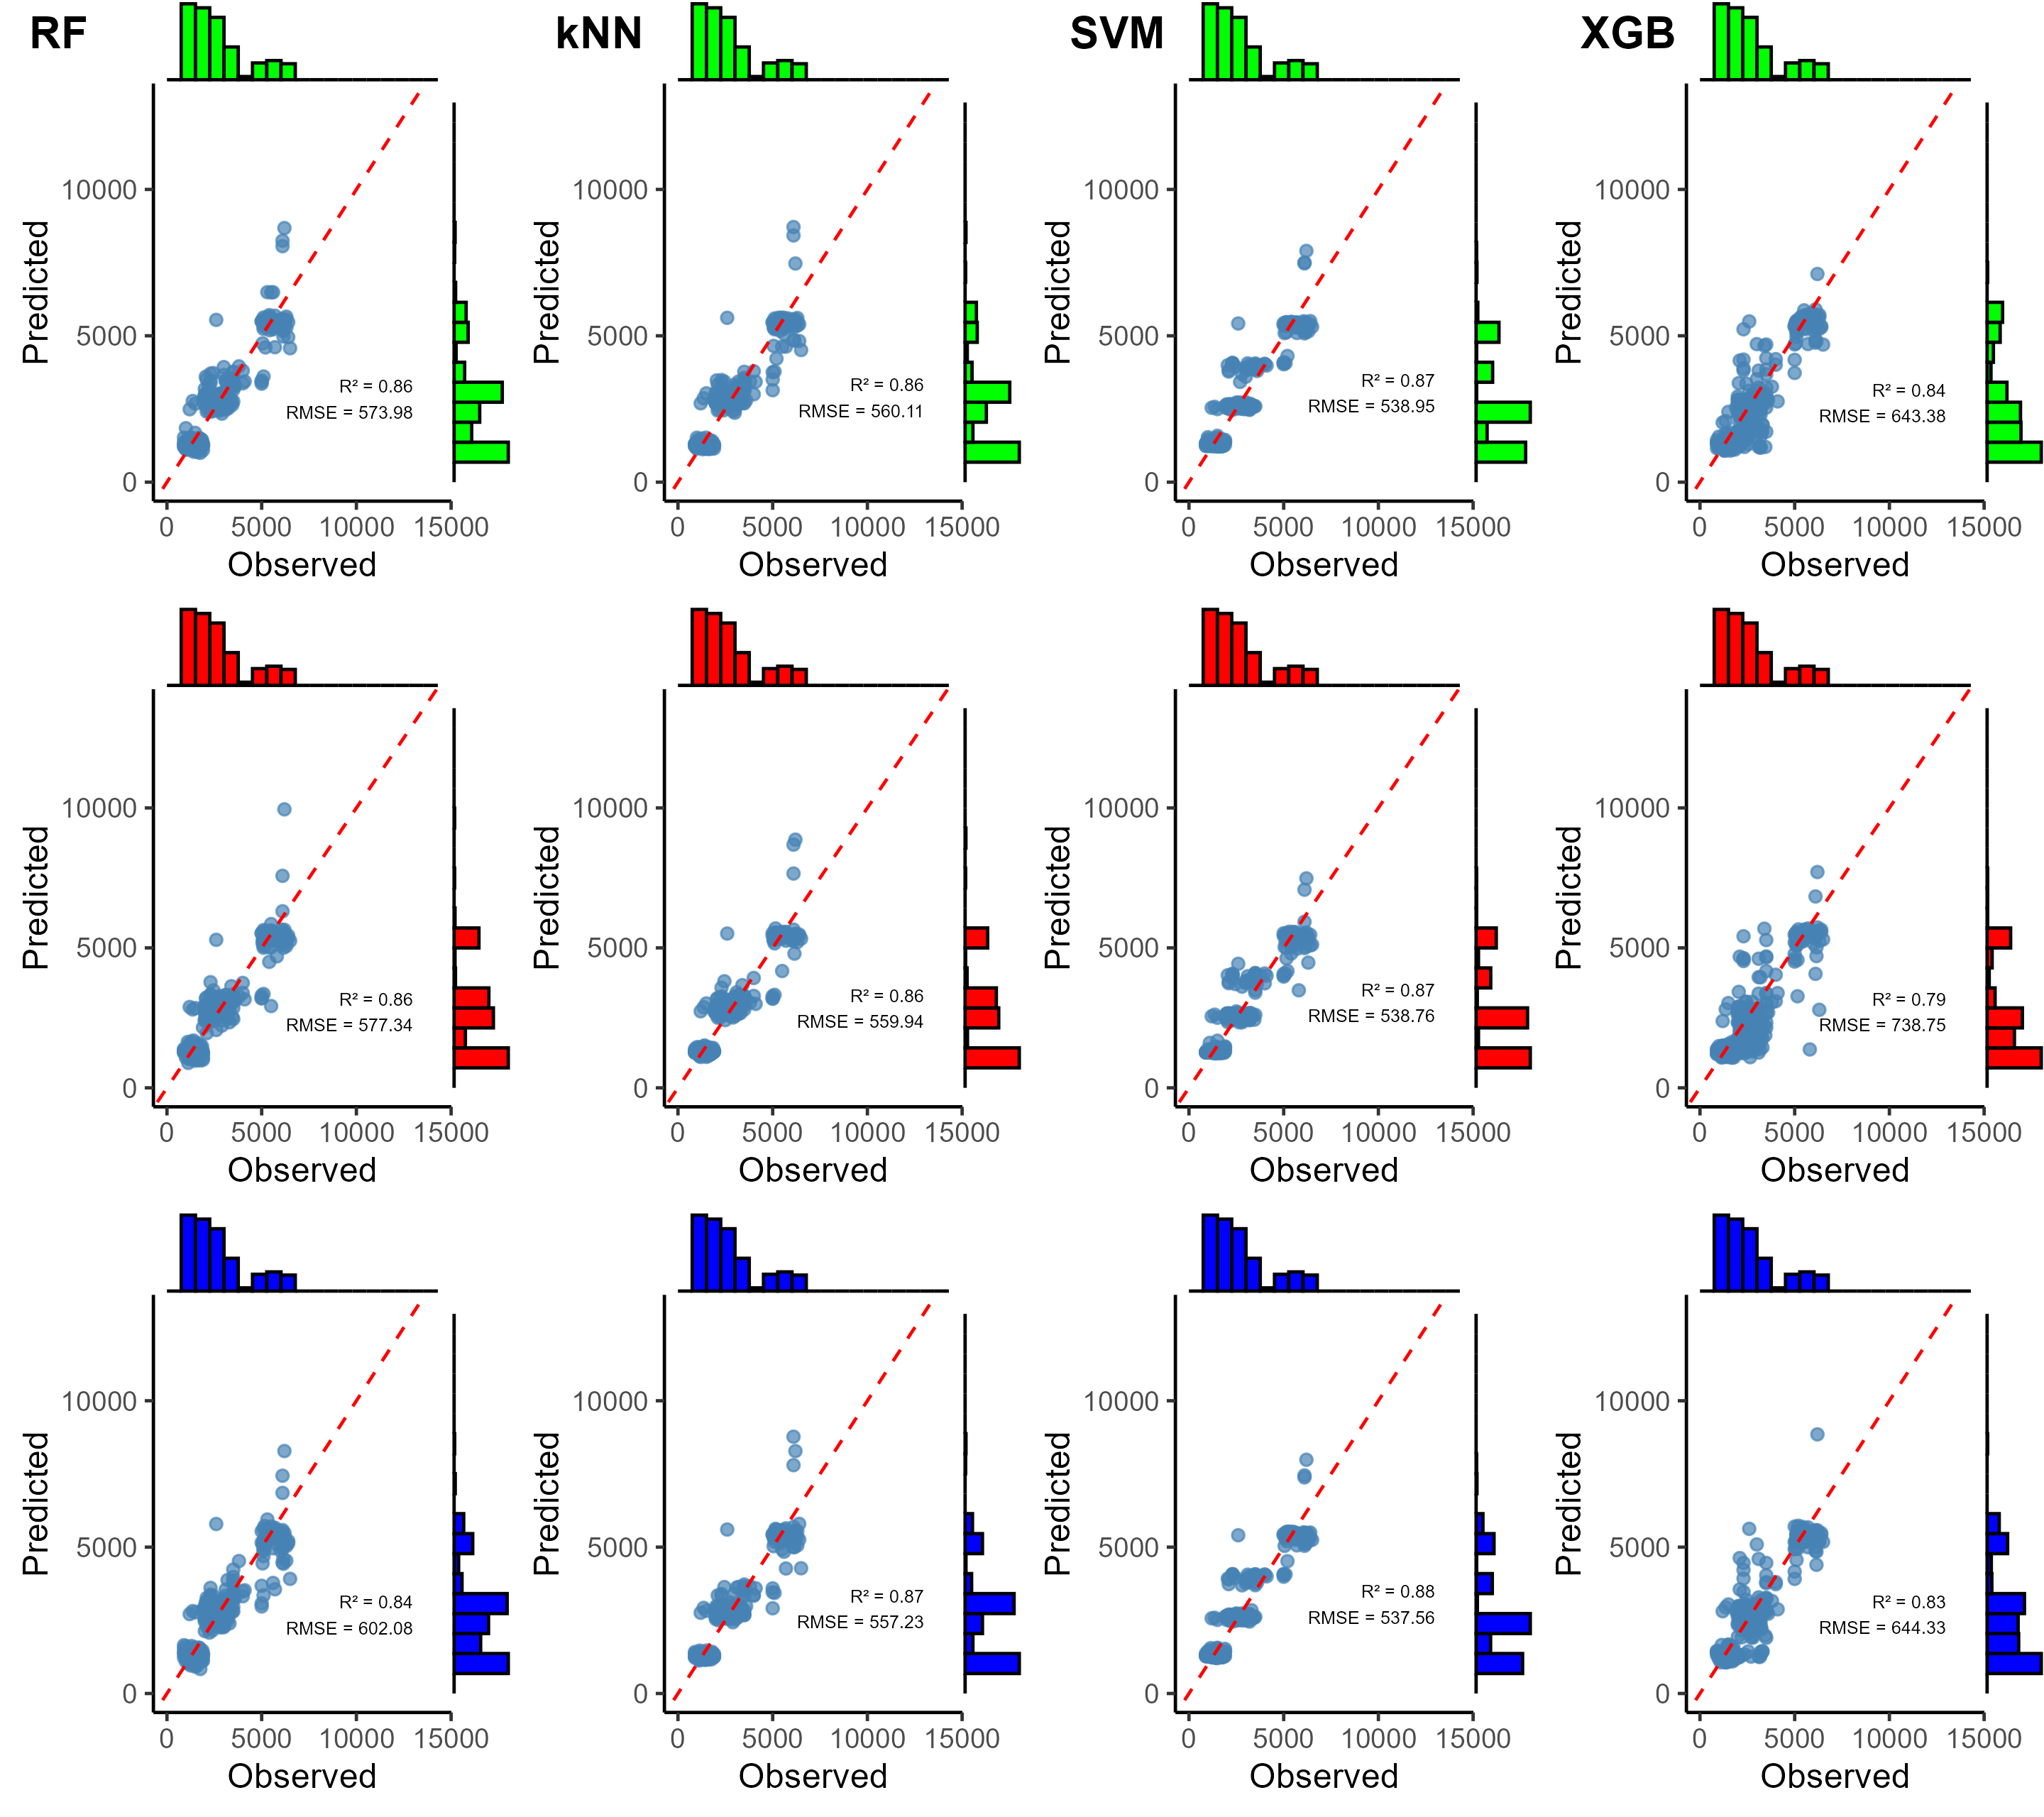 RF
kNN
SVM
XGB
Predicted
10000
5000
0
R² = 0.86
RMSE = 573.98
0 5000 10000 15000
Observed
Predicted
10000
5000
0
R² = 0.86
RMSE = 560.11
0 5000 10000 15000
Observed
Predicted
10000
5000
0
R² = 0.87
RMSE = 538.95
0 5000 10000 15000
Observed
Predicted
10000
5000
0
R² = 0.84
RMSE = 643.38
0 5000 10000 15000
Observed
Predicted
10000
5000
0
R² = 0.86
RMSE = 577.34
0 5000 10000 15000
Observed
Predicted
10000
5000
0
R² = 0.86
RMSE = 559.94
0 5000 10000 15000
Observed
Predicted
10000
5000
0
R² = 0.87
RMSE = 538.76
0 5000 10000 15000
Observed
Predicted
10000
5000
0
R² = 0.79
RMSE = 738.75
0 5000 10000 15000
Observed
Predicted
10000
5000
0
R² = 0.84
RMSE = 602.08
0 5000 10000 15000
Observed
Predicted
10000
5000
0
R² = 0.87
RMSE = 557.23
0 5000 10000 15000
Observed
Predicted
10000
5000
0
R² = 0.88
RMSE = 537.56
0 5000 10000 15000
Observed
Predicted
10000
5000
0
R² = 0.83
RMSE = 644.33
0 5000 10000 15000
Observed